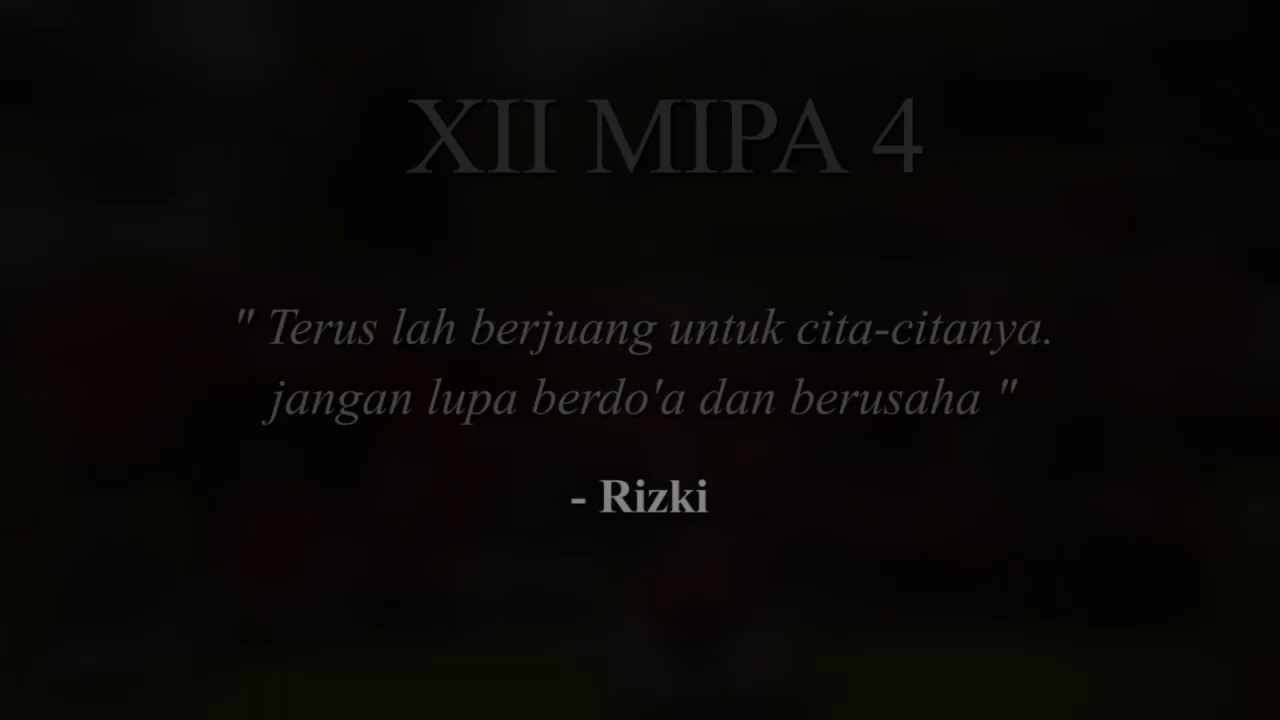 XII MIPA 4
" Terus lah berjuang untuk cita-citanya.
jangan lupa berdo'a dan berusaha "
- Rizki